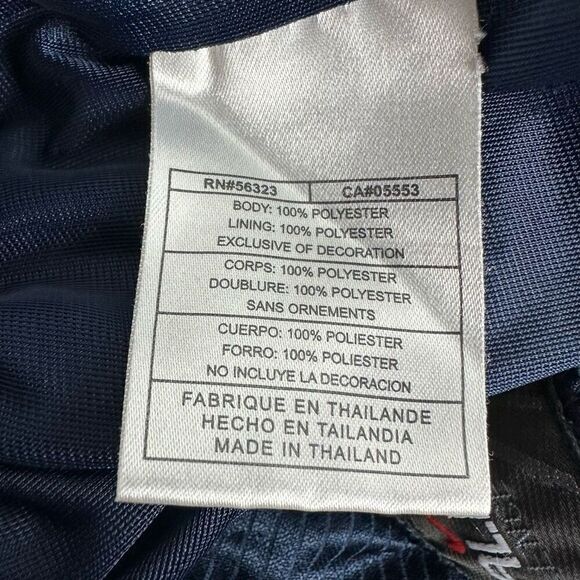 RN#56323 CA#05553
BODY: 100% POLYESTER
LINING: 100% POLYESTER
EXCLUSIVE OF DECORATION
CORPS: 100% POLYESTER
DOUBLURE: 100% POLYESTER
SANS ORNEMENTS
CUERPO: 100% POLIESTER
FORRO: 100% POLIESTER
NO INCLUYE LA DECORACION
FABRIQUE EN THAILANDE
HECHO EN TAILANDIA
MADE IN THAILAND